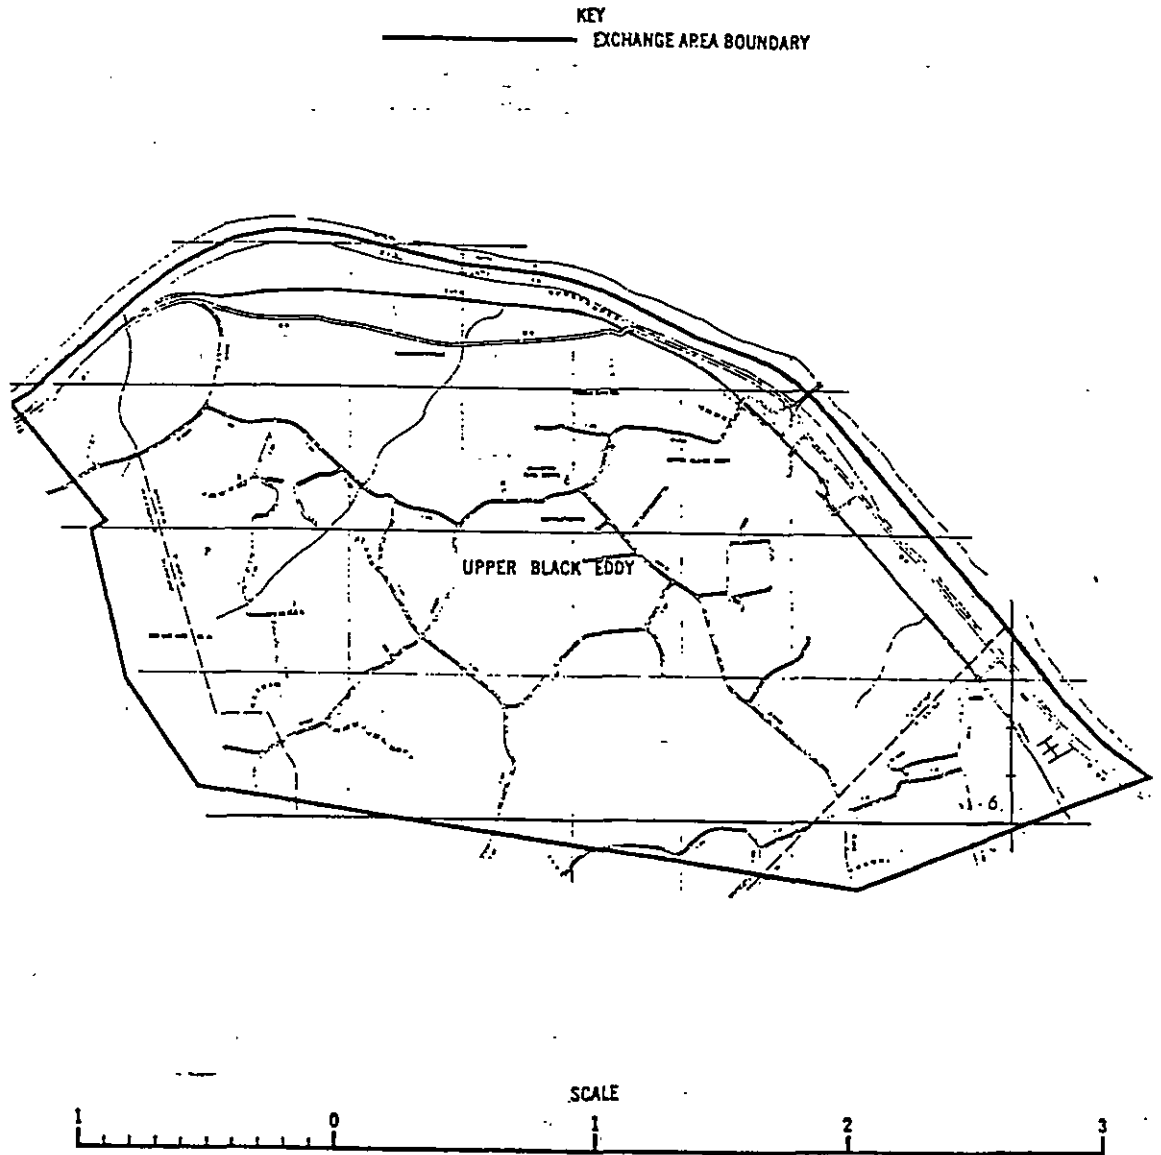 KEY
EXCHANGE AREA BOUNDARY
UPPER BLACK EDDY
SCALE
1 0 1 2 3